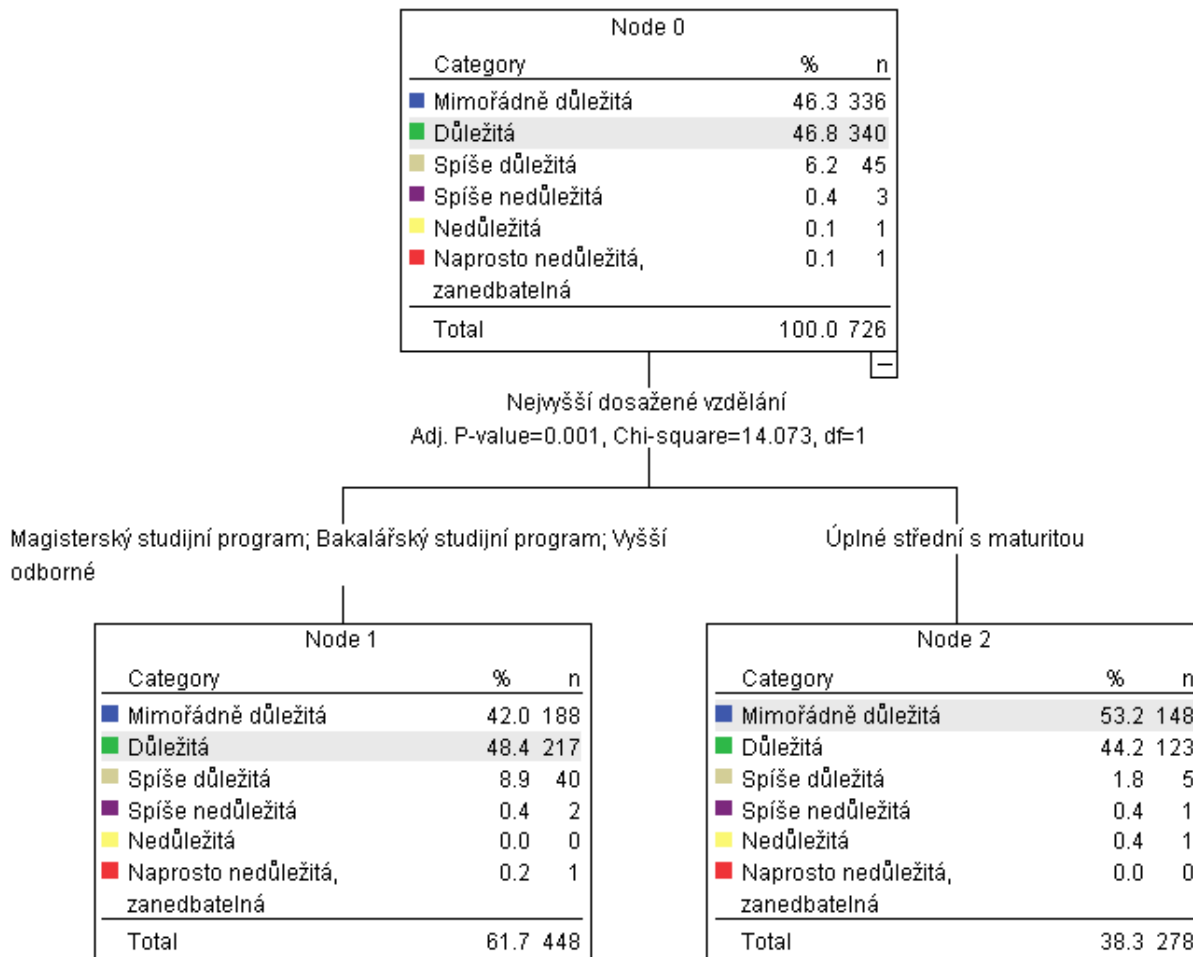 Node 0
Category % n
Mimořádně důležitá 46.3 336
Důležitá 46.8 340
Spíše důležitá 6.2 45
Spíše nedůležitá 0.4 3
Nedůležitá 0.1 1
Naprosto nedůležitá, 0.1 1
zanedbatelná
Total 100.0 726
Nejvyšší dosažené vzdělání
Adj. P-value=0.001, Chi-square=14.073, df=1
Magisterský studijní program; Bakalářský studijní program; Vyšší
odborné
Node 1
Category % n
Mimořádně důležitá 42.0 188
Důležitá 48.4 217
Spíše důležitá 8.9 40
Spíše nedůležitá 0.4 2
Nedůležitá 0.0 0
Naprosto nedůležitá, 0.2 1
zanedbatelná
Total 61.7 448
Úplné střední s maturitou
Node 2
Category % n
Mimořádně důležitá 53.2 148
Důležitá 44.2 123
Spíše důležitá 1.8 5
Spíše nedůležitá 0.4 1
Nedůležitá 0.4 1
Naprosto nedůležitá, 0.0 0
zanedbatelná
Total 38.3 278